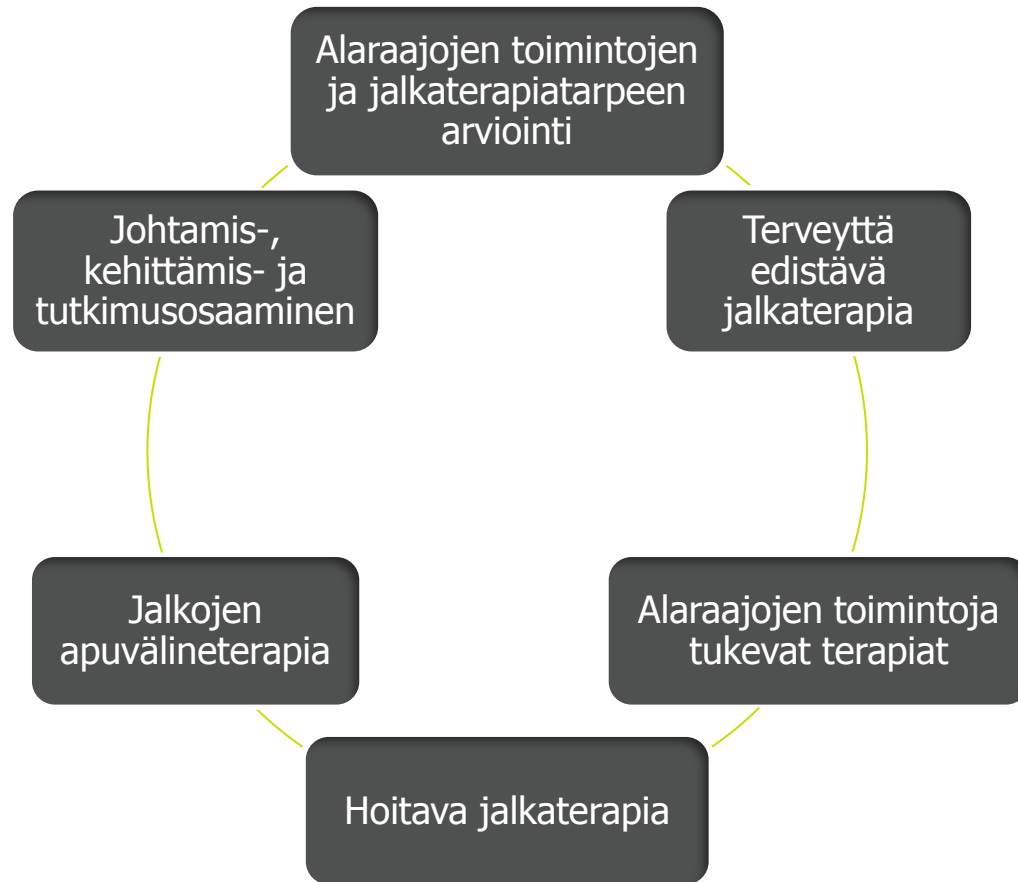 Alaraajojen toimintojen
ja jalkaterapiatarpeen
arviointi
Terveyttä
edistävä
jalkaterapia
Alaraajojen toimintoja
tukevat terapiat
Hoitava jalkaterapia
Jalkojen
apuvälineterapia
Johtamis-,
kehittämis- ja
tutkimusosaaminen